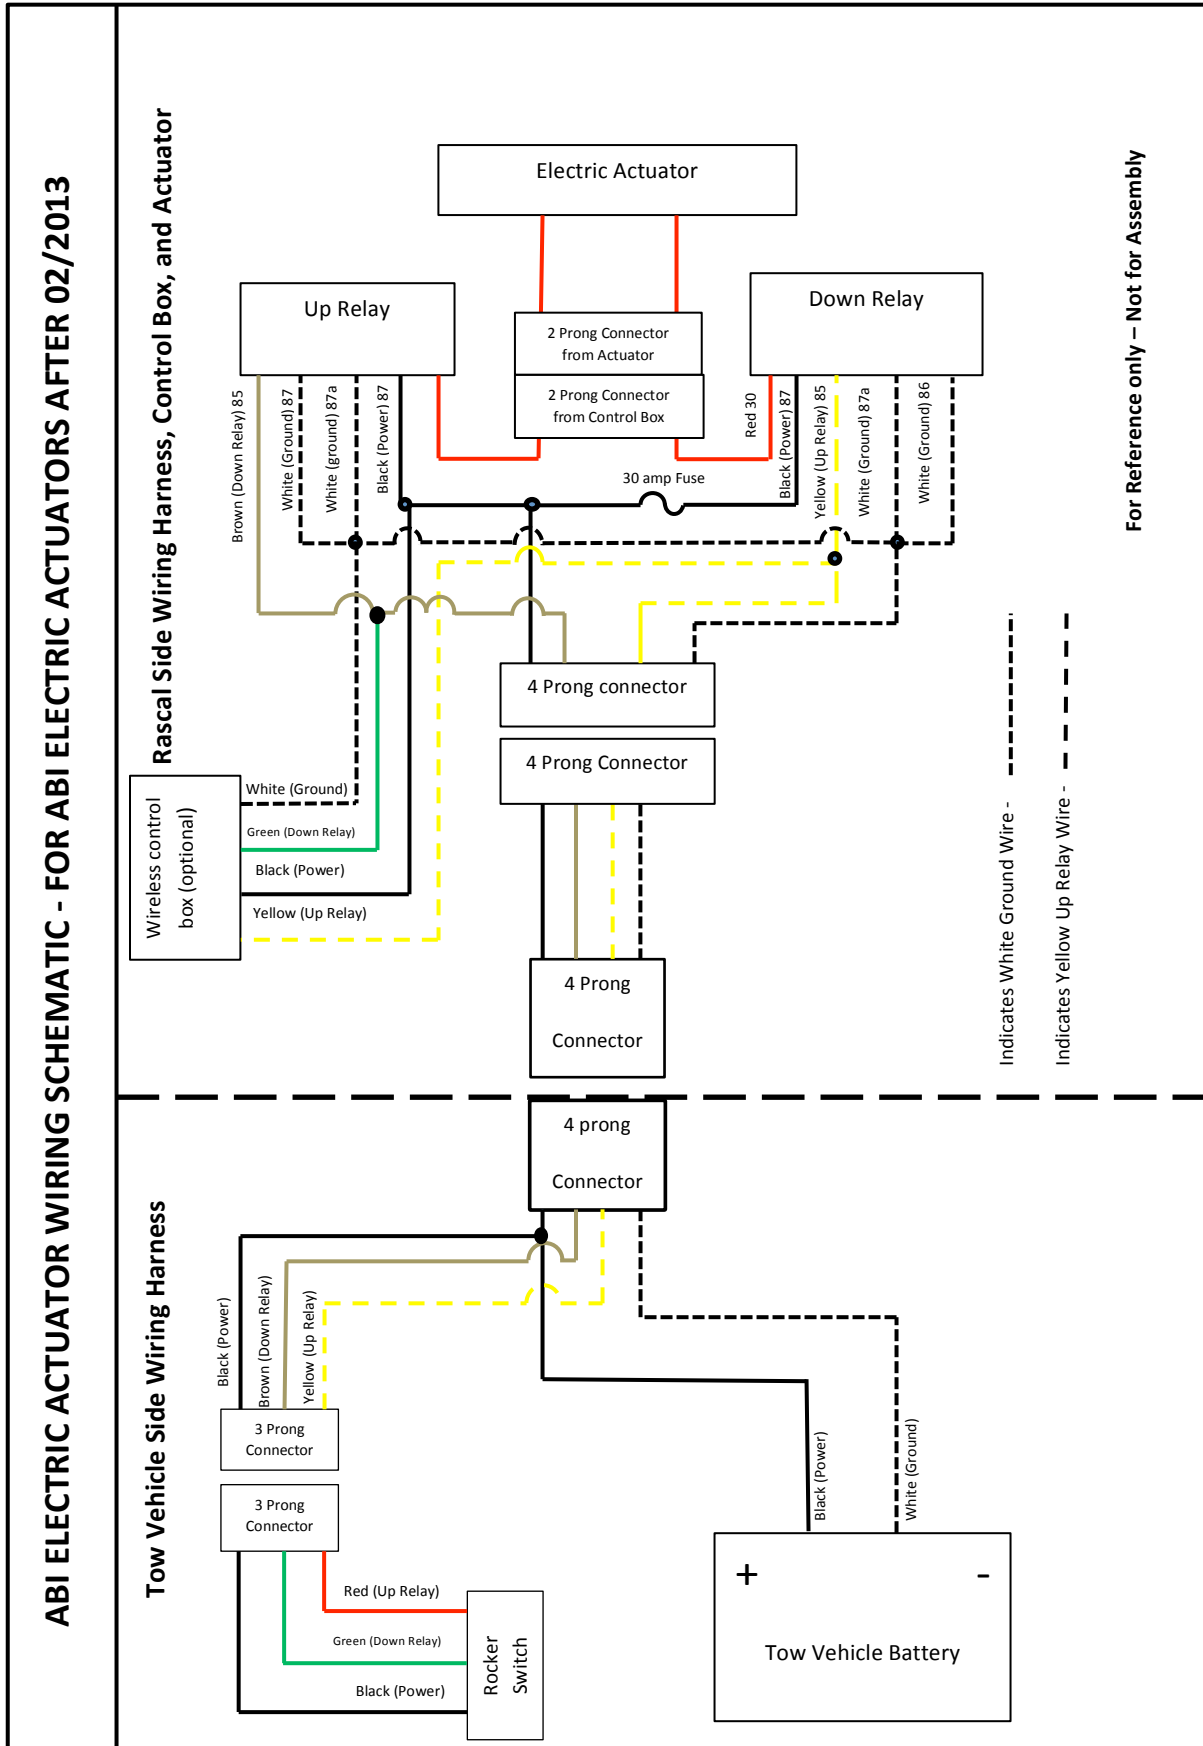 ABI ELECTRIC ACTUATOR WIRING SCHEMATIC - FOR ABI ELECTRIC ACTUATORS AFTER 02/2013
Rascal Side Wiring Harness, Control Box, and Actuator
Electric Actuator
Up Relay
Down Relay
2 Prong Connector
from Actuator
2 Prong Connector
from Control Box
Brown (Down Relay) 85
White (Ground) 87
White (ground) 87a
Black (Power) 87
Red 30
Black (Power) 87
Yellow (Up Relay) 85
White (Ground) 87a
White (Ground) 86
30 amp Fuse
4 Prong connector
4 Prong Connector
Wireless control
box (optional)
White (Ground)
Green (Down Relay)
Black (Power)
Yellow (Up Relay)
4 Prong
Connector
For Reference only – Not for Assembly
Indicates White Ground Wire -
Indicates Yellow Up Relay Wire -
Tow Vehicle Side Wiring Harness
4 prong
Connector
Black (Power)
Brown (Down Relay)
Yellow (Up Relay)
3 Prong
Connector
3 Prong
Connector
Red (Up Relay)
Green (Down Relay)
Black (Power)
Rocker
Switch
Black (Power)
White (Ground)
+
-
Tow Vehicle Battery